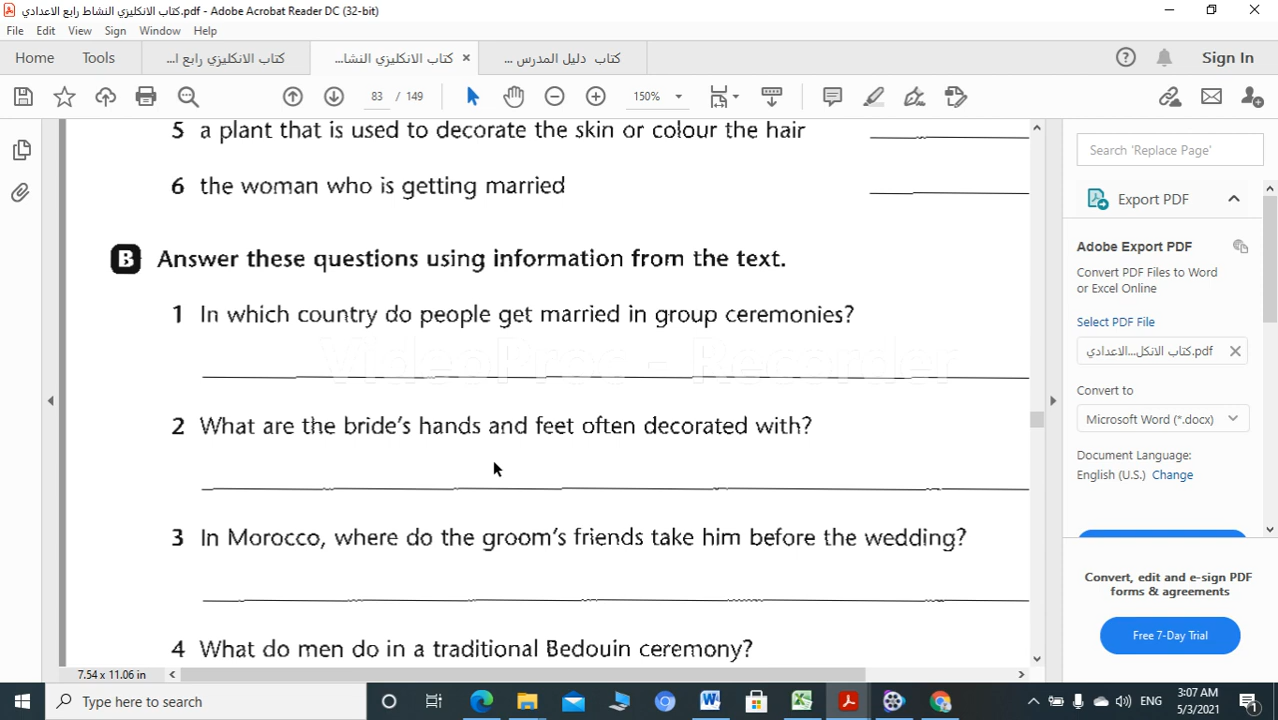 كتاب الانكليزي النشاط رابع الاعدادي.pdf - Adobe Acrobat Reader DC (32-bit)
File Edit View Sign Window Help
Home Tools كتاب الانكليزي رابع ا... كتاب الانكليزي النشا... × كتاب دليل المدرس ... Sign In
83 / 149 150%
5 a plant that is used to decorate the skin or colour the hair
6 the woman who is getting married
B Answer these questions using information from the text.
1 In which country do people get married in group ceremonies?
VideoProc - Recorder
2 What are the bride's hands and feet often decorated with?
3 In Morocco, where do the groom's friends take him before the wedding?
4 What do men do in a traditional Bedouin ceremony?
7.54 x 11.06 in
Search 'Replace Page'
Export PDF
Adobe Export PDF
Convert PDF Files to Word
or Excel Online
Select PDF File
كتاب الانكل...الاعدادي.pdf
Convert to
Microsoft Word (*.docx)
Document Language:
English (U.S.) Change
Convert, edit and e-sign PDF
forms & agreements
Free 7-Day Trial
Type here to search
ENG
3:07 AM
5/3/2021
1